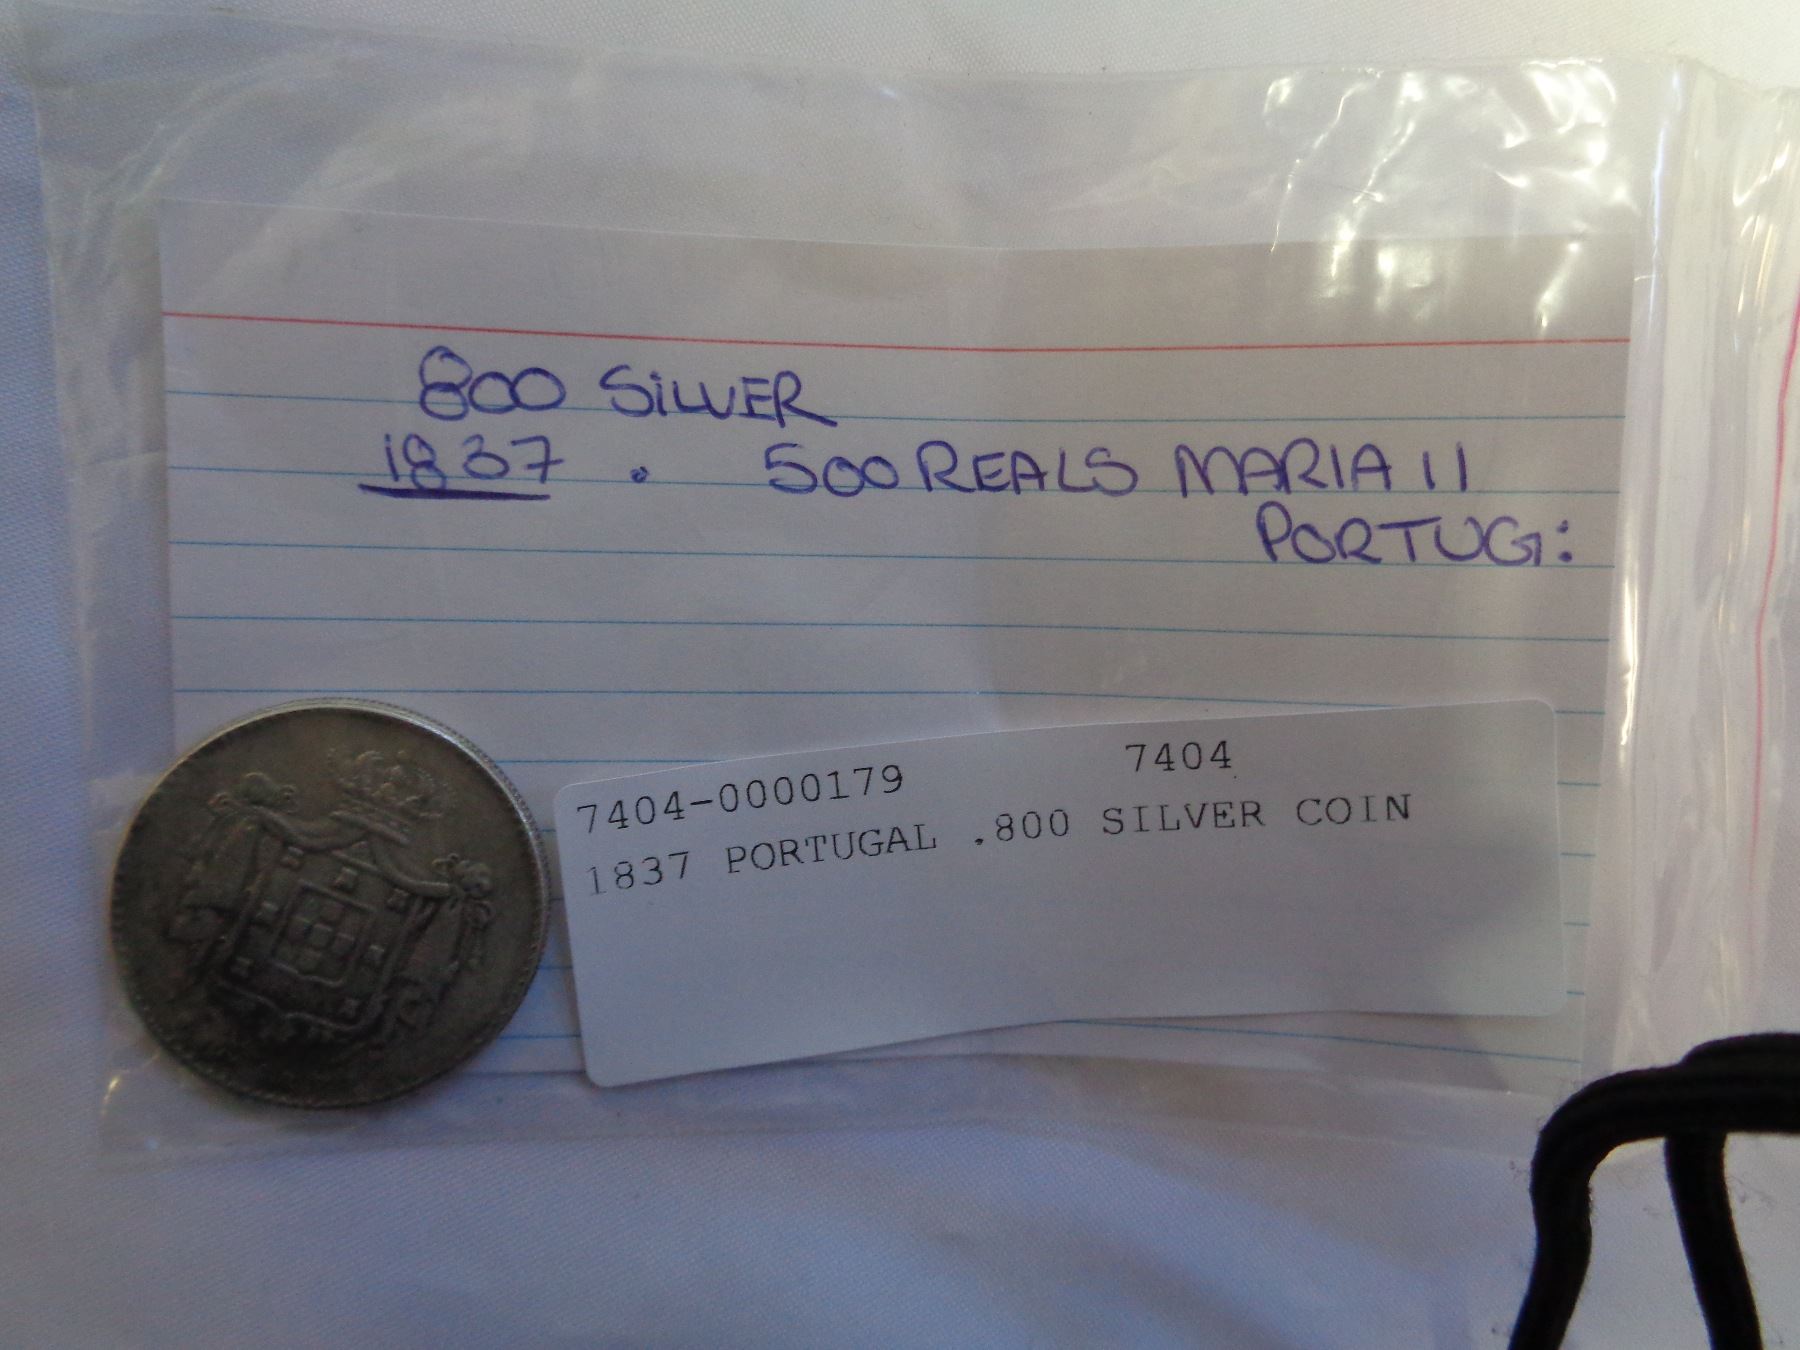 800 SiLVER
1837 . 500 REALS MARIA II
PORTUG:
7404-0000179 7404
1837 PORTUGAL .800 SILVER COIN